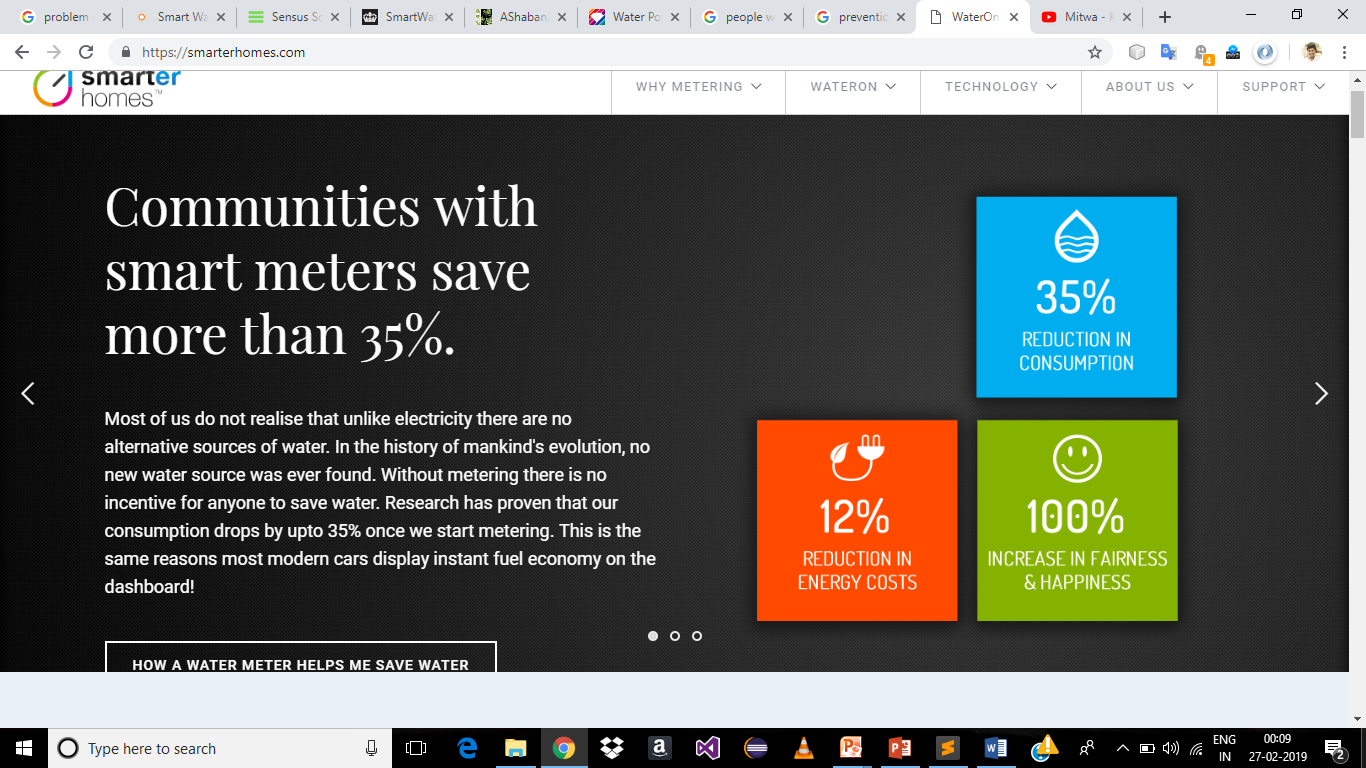 problem
Smart Wa
Sensus Sc
SmartWa
AShaban
Water Po
people w
preventic
WaterOn
Mitwa - K
https://smarterhomes.com
4
smarter
homes™
WHY METERING
WATERON
TECHNOLOGY
ABOUT US
SUPPORT
Communities with
smart meters save
more than 35%.
Most of us do not realise that unlike electricity there are no
alternative sources of water. In the history of mankind's evolution, no
new water source was ever found. Without metering there is no
incentive for anyone to save water. Research has proven that our
consumption drops by upto 35% once we start metering. This is the
same reasons most modern cars display instant fuel economy on the
dashboard!
HOW A WATER METER HELPS ME SAVE WATER
35%
REDUCTION IN
CONSUMPTION
12%
REDUCTION IN
ENERGY COSTS
100%
INCREASE IN FAIRNESS
& HAPPINESS
Type here to search
ENG
IN
00:09
27-02-2019
2